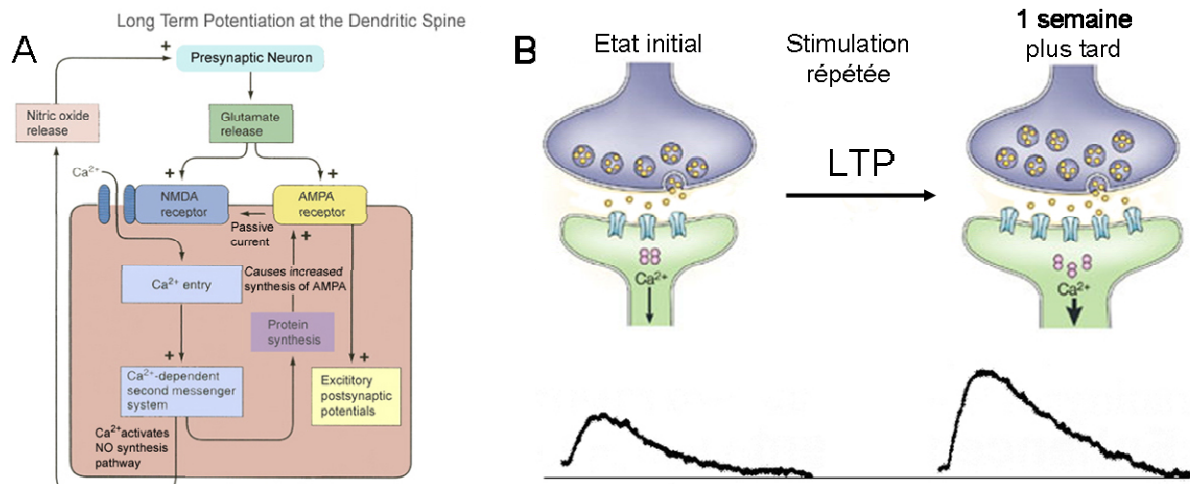 Long Term Potentiation at the Dendritic Spine
A
+
Presynaptic Neuron
Nitric oxide
release
Glutamate
release
Ca²⁺
+
+
NMDA
receptor
AMPA
receptor
Passive
current
+
Ca²⁺ entry
Causes increased
synthesis of AMPA
Protein
synthesis
+
+
Ca²⁺-dependent
second messenger
system
Excititory
postsynaptic
potentials
Ca²⁺activates
NO synthesis
pathway
B
Etat initial
Stimulation
répétée
1 semaine
plus tard
LTP
Ca²⁺
Ca²⁺